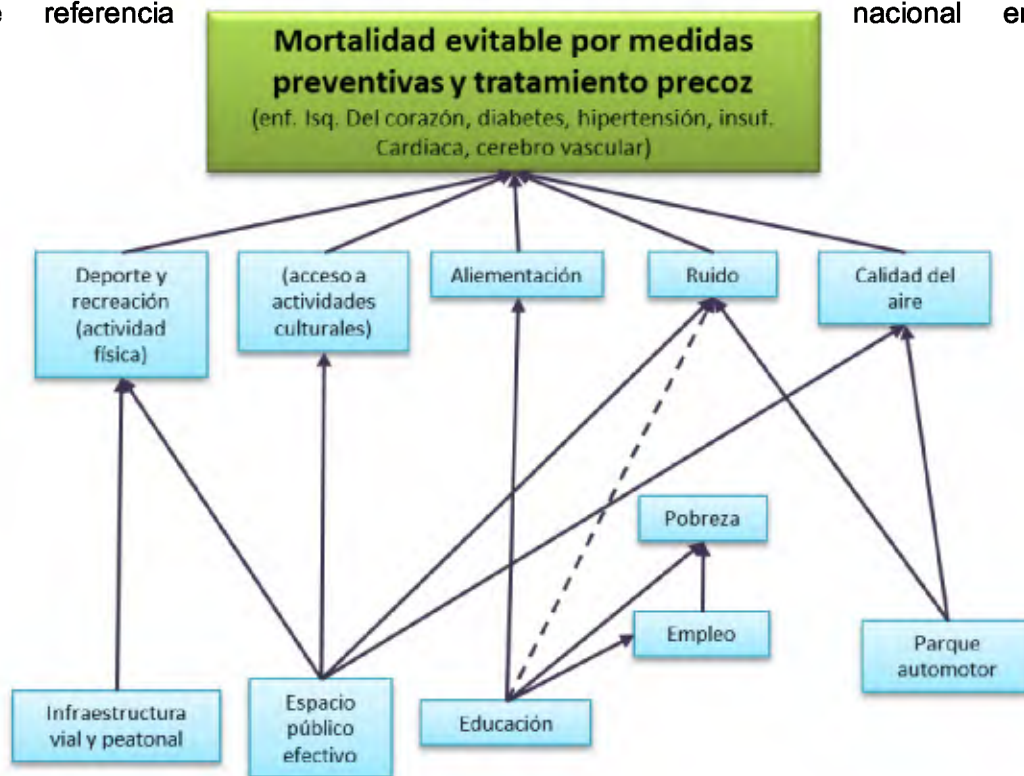 referencia nacional
Mortalidad evitable por medidas
preventivas y tratamiento precoz
(enf. Isq. Del corazón, diabetes, hipertensión, insuf.
Cardiaca, cerebro vascular)
Deporte y
recreación
(actividad
física)
(acceso a
actividades
culturales)
Aliementación
Ruido
Calidad del
aire
Pobreza
Empleo
Parque
automotor
Infraestructura
vial y peatonal
Espacio
público
efectivo
Educación